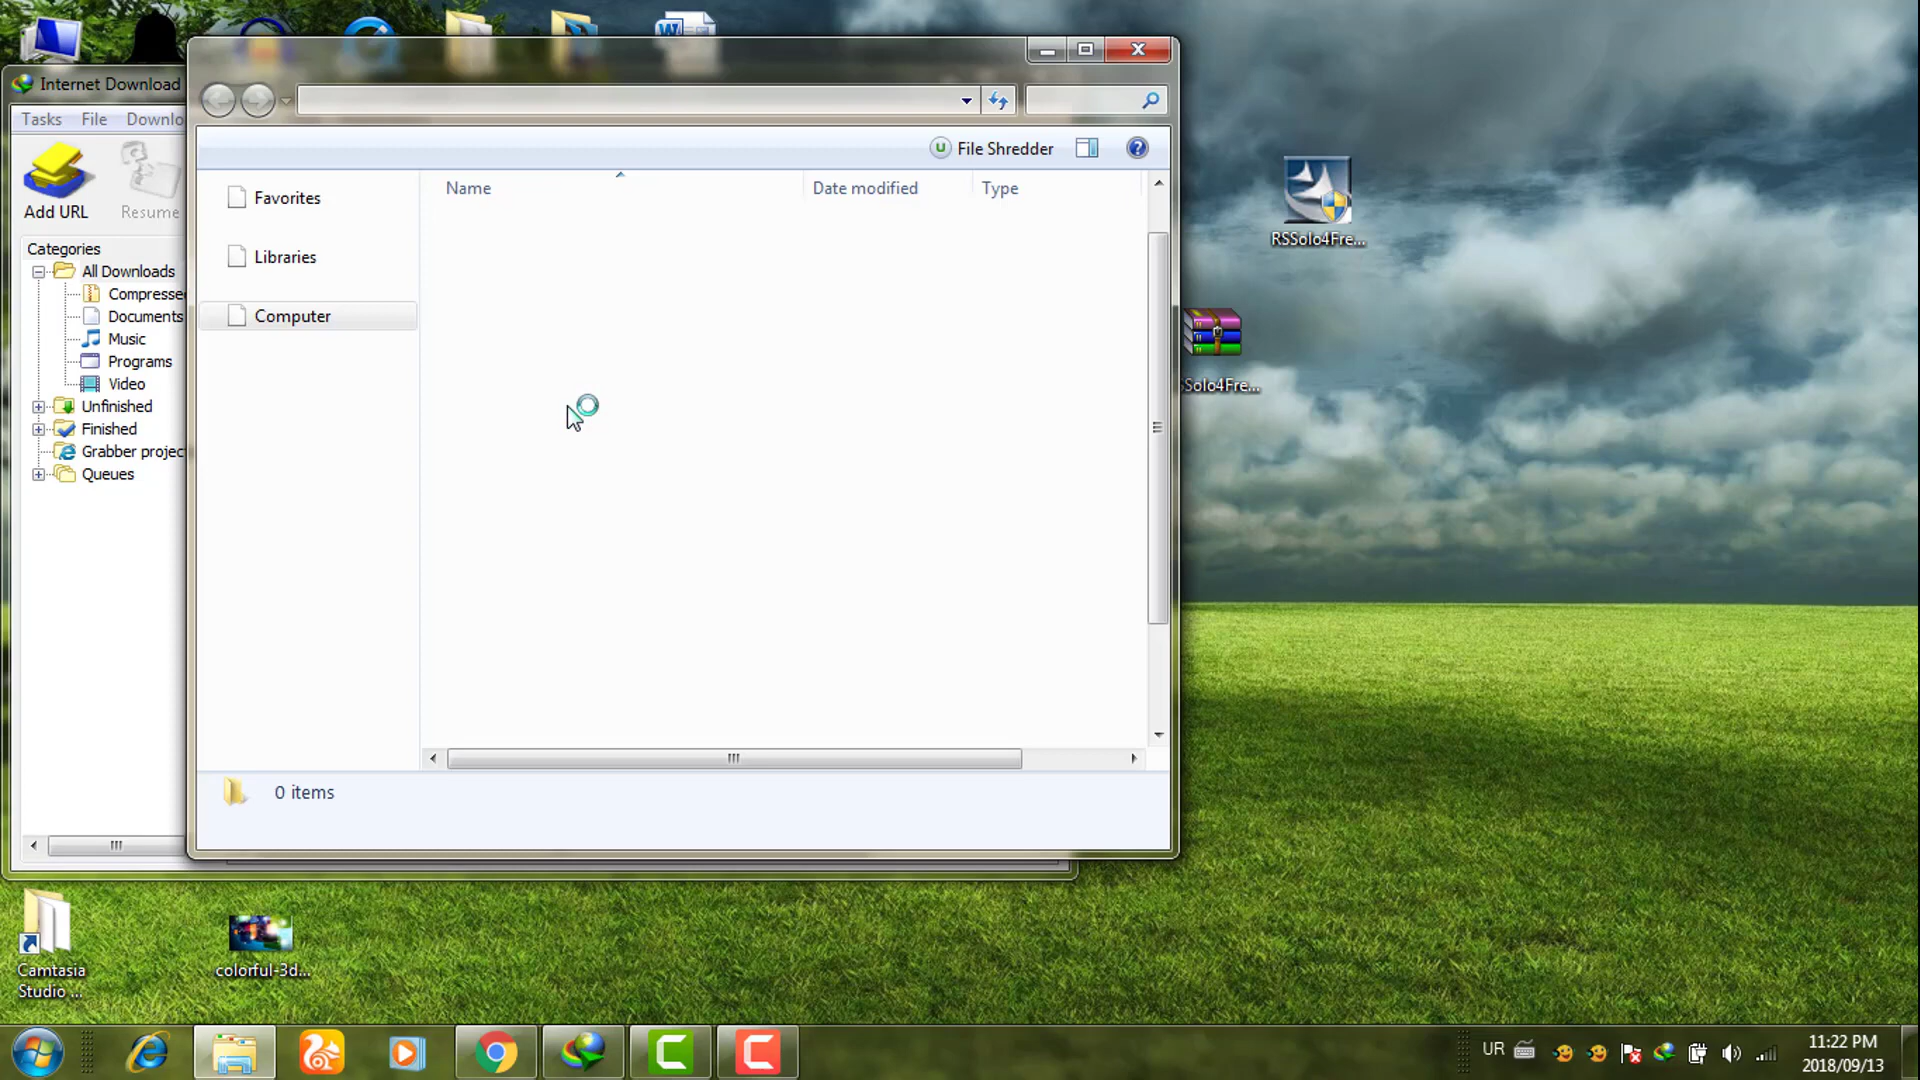 Internet Download
Tasks File Downlo
Add URL
Resume
Categories
All Downloads
Compresse
Documents
Music
Programs
Video
Unfinished
Finished
Grabber projec
Queues
File Shredder
Name
Date modified
Type
Favorites
Libraries
Computer
0 items
RSSolo4Fre...
Solo4Fre...
Camtasia
Studio ...
colorful-3d...
UR
11:22 PM
2018/09/13